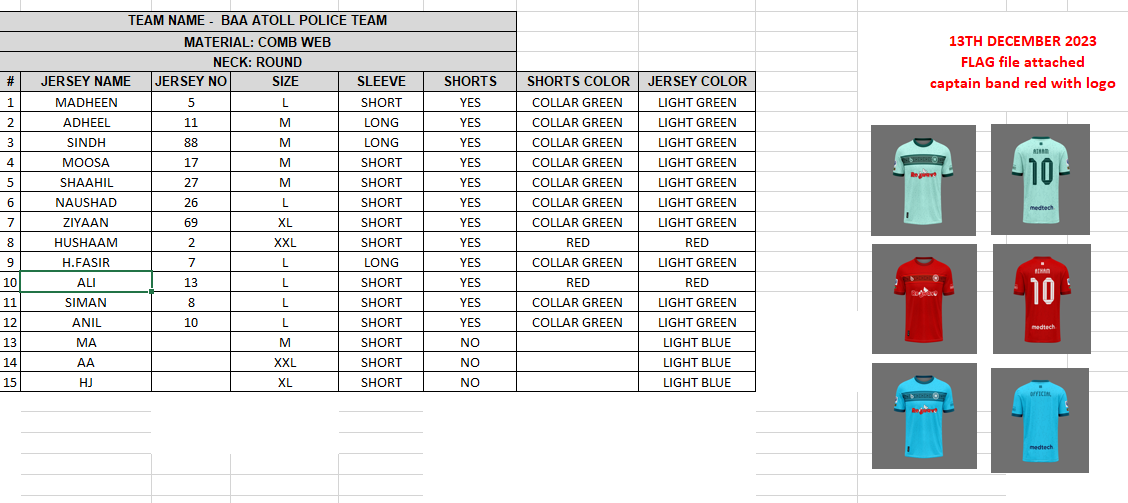 TEAM NAME - BAA ATOLL POLICE TEAM
MATERIAL: COMB WEB
NECK: ROUND
# JERSEY NAME JERSEY NO SIZE SLEEVE SHORTS SHORTS COLOR JERSEY COLOR
1 MADHEEN 5 L SHORT YES COLLAR GREEN LIGHT GREEN
2 ADHEEL 11 M LONG YES COLLAR GREEN LIGHT GREEN
3 SINDH 88 M LONG YES COLLAR GREEN LIGHT GREEN
4 MOOSA 17 M SHORT YES COLLAR GREEN LIGHT GREEN
5 SHAAHIL 27 M SHORT YES COLLAR GREEN LIGHT GREEN
6 NAUSHAD 26 L SHORT YES COLLAR GREEN LIGHT GREEN
7 ZIYAAN 69 XL SHORT YES COLLAR GREEN LIGHT GREEN
8 HUSHAAM 2 XXL SHORT YES RED RED
9 H.FASIR 7 L LONG YES COLLAR GREEN LIGHT GREEN
10 ALI 13 L SHORT YES RED RED
11 SIMAN 8 L SHORT YES COLLAR GREEN LIGHT GREEN
12 ANIL 10 L SHORT YES COLLAR GREEN LIGHT GREEN
13 MA M SHORT NO LIGHT BLUE
14 AA XXL SHORT NO LIGHT BLUE
15 HJ XL SHORT NO LIGHT BLUE
13TH DECEMBER 2023
FLAG file attached
captain band red with logo
10
medtech
10
medtech
OFFICIAL
medtech